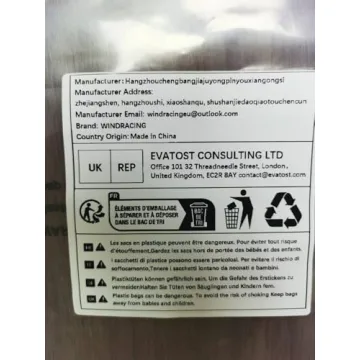 Manufacturer: Hangzhouchengbangjiajuyongpinyouxiangongsi
Manufacturer Address:
zhejiangshen, hangzhoushi, xiaoshanqu, shushanjiedaoqiaotouchencun
Manufacturer Email: windracingeu@outlook.com
Brand: WINDRACING
Country Origin: Made in China
UK REP
EVATOST CONSULTING LTD
Office 101 32 Threadneedle Street, London,
United Kingdom, EC2R 8AY contact@evatost.com
FR
ÉLÉMENTS D'EMBALLAGE
À SÉPARER ET À DÉPOSER
DANS LE BAC DE TRI
BAC DE TRI
FR Les sacs en plastique peuvent être dangereux. Pour éviter tout risque
d'étouffement, Gardez les sacs hors de portée des bébés et des enfants.
I sacchetti di plastica possono essere pericolosi. Per evitare il rischio di
soffocamento, Tenere i sacchetti lontano da neonati e bambini.
Plastiktüten können gefährlich sein. Um die Gefahr des Erstickens zu
vermeiden, Halten Sie Tüten von Säuglingen und Kindern fern.
Plastic bags can be dangerous. To avoid the risk of choking Keep bags
away from babies and children.